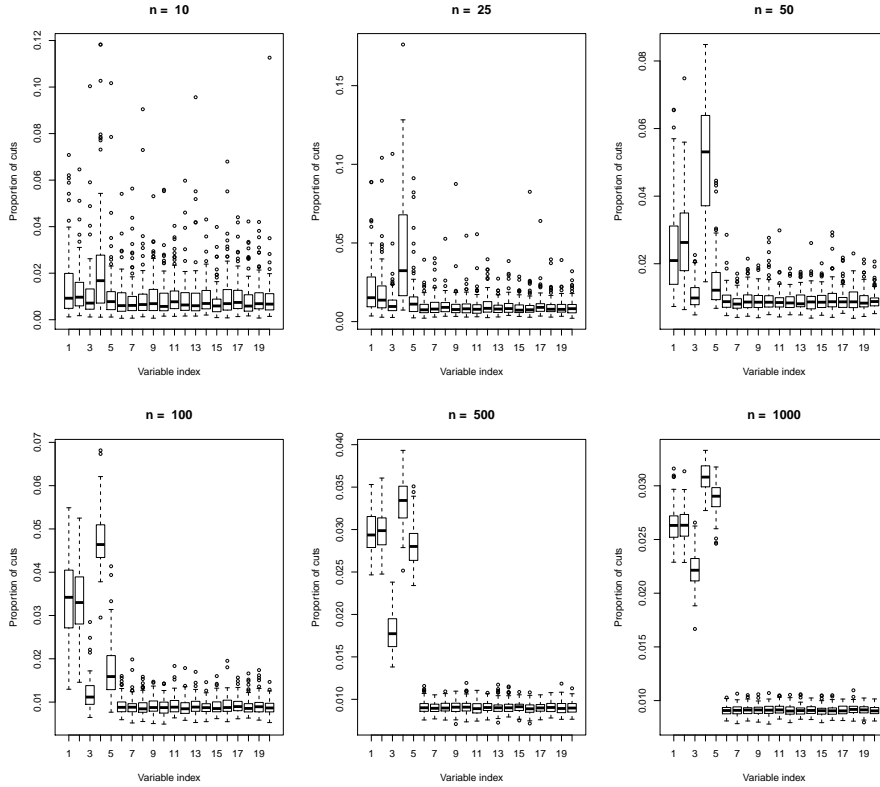 n = 10
0.00 0.02 0.04 0.06 0.08 0.10 0.12
Proportion of cuts
1 3 5 7 9 11 13 15 17 19
Variable index
n = 25
0.00 0.05 0.10 0.15
Proportion of cuts
1 3 5 7 9 11 13 15 17 19
Variable index
n = 50
0.02 0.04 0.06 0.08
Proportion of cuts
1 3 5 7 9 11 13 15 17 19
Variable index
n = 100
0.01 0.02 0.03 0.04 0.05 0.06 0.07
Proportion of cuts
1 3 5 7 9 11 13 15 17 19
Variable index
n = 500
0.010 0.015 0.020 0.025 0.030 0.035 0.040
Proportion of cuts
1 3 5 7 9 11 13 15 17 19
Variable index
n = 1000
0.010 0.015 0.020 0.025 0.030
Proportion of cuts
1 3 5 7 9 11 13 15 17 19
Variable index